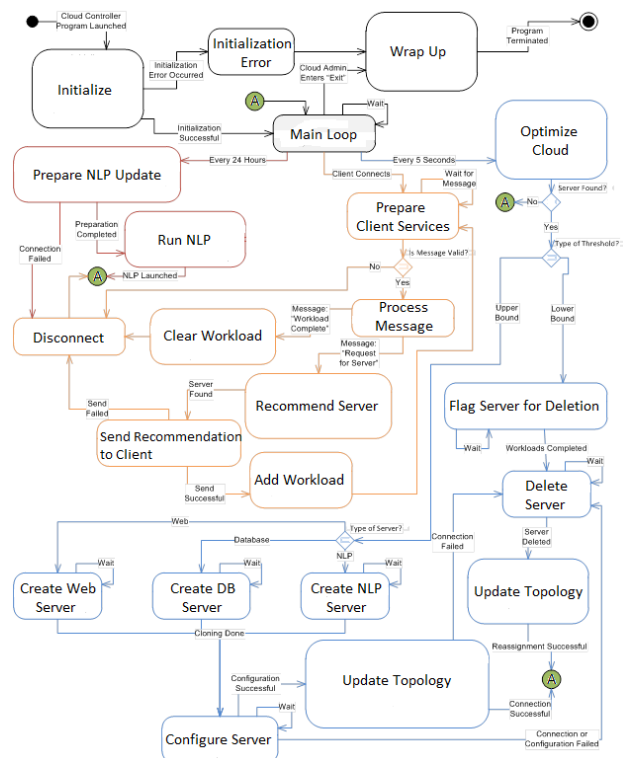 Cloud Controller
Program Launched
Initialize
Initialization
Error Occurred
Initialization
Error
Cloud Admin
Enters "Exit"
Wrap Up
Program
Terminated
A
Wait
Initialization
Successful
Main Loop
Optimize
Cloud
Every 24 Hours
Client Connects
Every 5 Seconds
Prepare NLP Update
Wait for
Message
Server Found?
Prepare
Client Services
A
No
Yes
Connection
Failed
Preparation
Completed
Run NLP
Is Message Valid?
Type of Threshold?
No
Yes
A
NLP Launched
Disconnect
Clear Workload
Message:
"Workload
Complete"
Process
Message
Upper
Bound
Lower
Bound
Message:
"Request
for Server"
Server
Found
Recommend Server
Flag Server for Deletion
Send
Failed
Send Recommendation
to Client
Wait
Workloads Completed
Send
Successful
Add Workload
Wait
Delete
Server
Web
Type of Server?
Database
NLP
Connection
Failed
Server
Deleted
Wait
Wait
Wait
Create Web
Server
Create DB
Server
Create NLP
Server
Update Topology
Cloning Done
Reassignment Successful
Update Topology
A
Configuration
Successful
Connection
Successful
Wait
Configure Server
Connection or
Configuration Failed